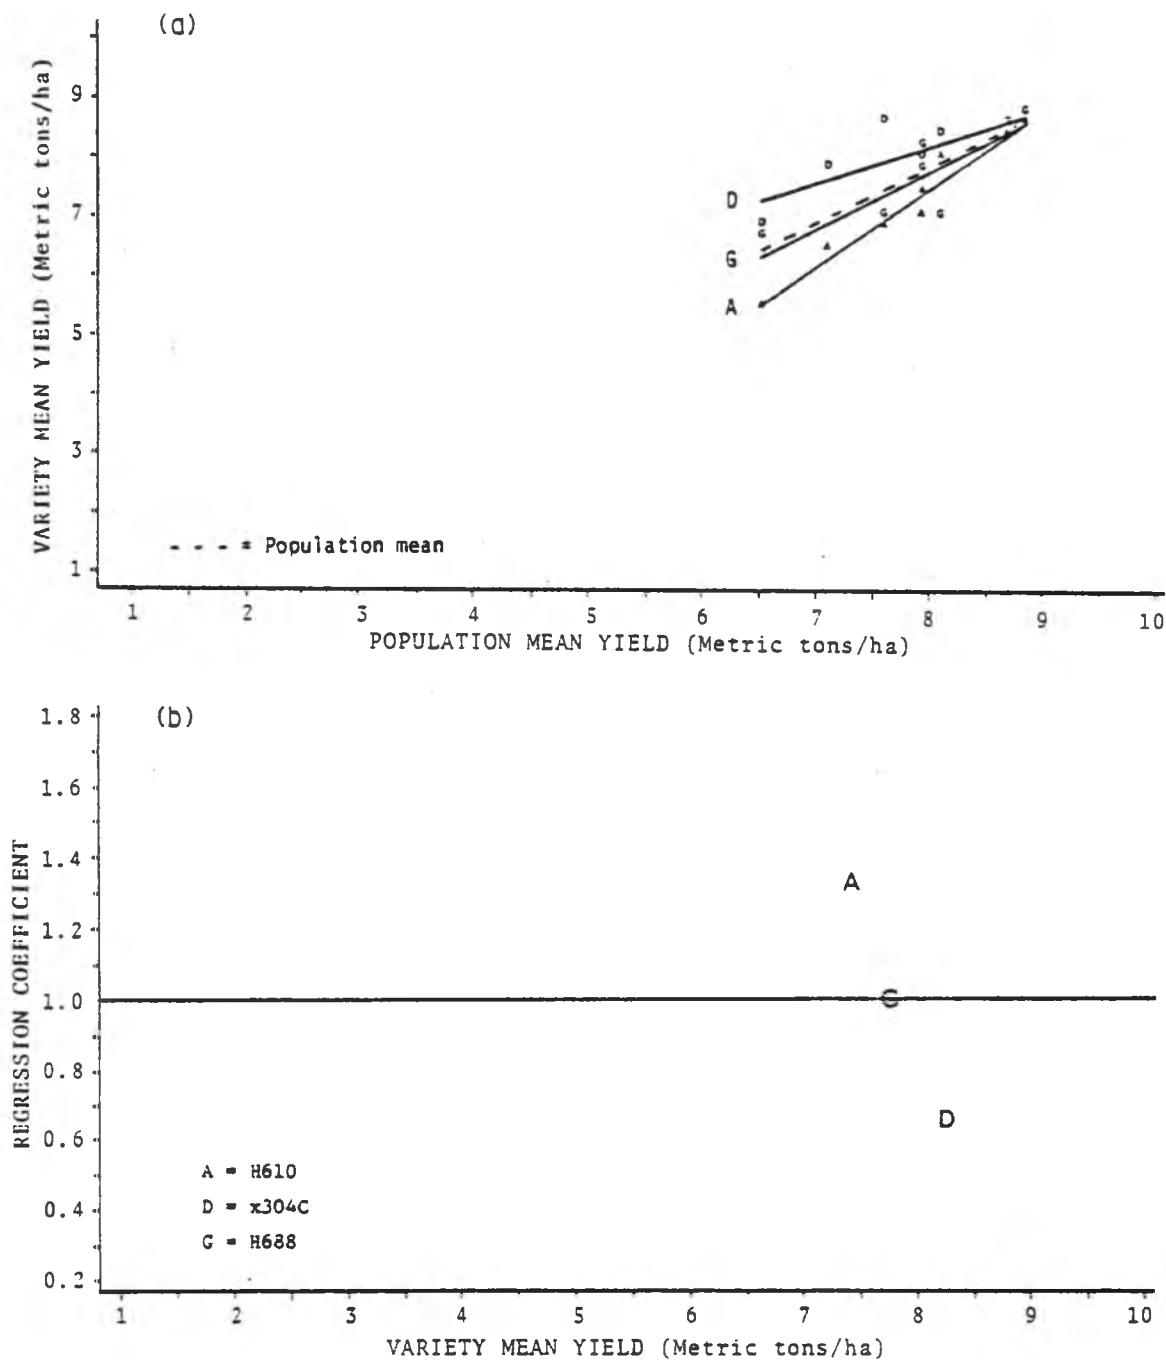 (a)
VARIETY MEAN YIELD (Metric tons/ha)
9
7
5
3
1
D
G
A
D
D
D
D
G
G
D
G
A
A
G
A
A
G
G
A
- - - = Population mean
1 2 3 4 5 6 7 8 9 10
POPULATION MEAN YIELD (Metric tons/ha)
(b)
REGRESSION COEFFICIENT
1.8
1.6
1.4
1.2
1.0
0.8
0.6
0.4
0.2
A
G
D
A = H610
D = x304C
G = H688
1 2 3 4 5 6 7 8 9 10
VARIETY MEAN YIELD (Metric tons/ha)